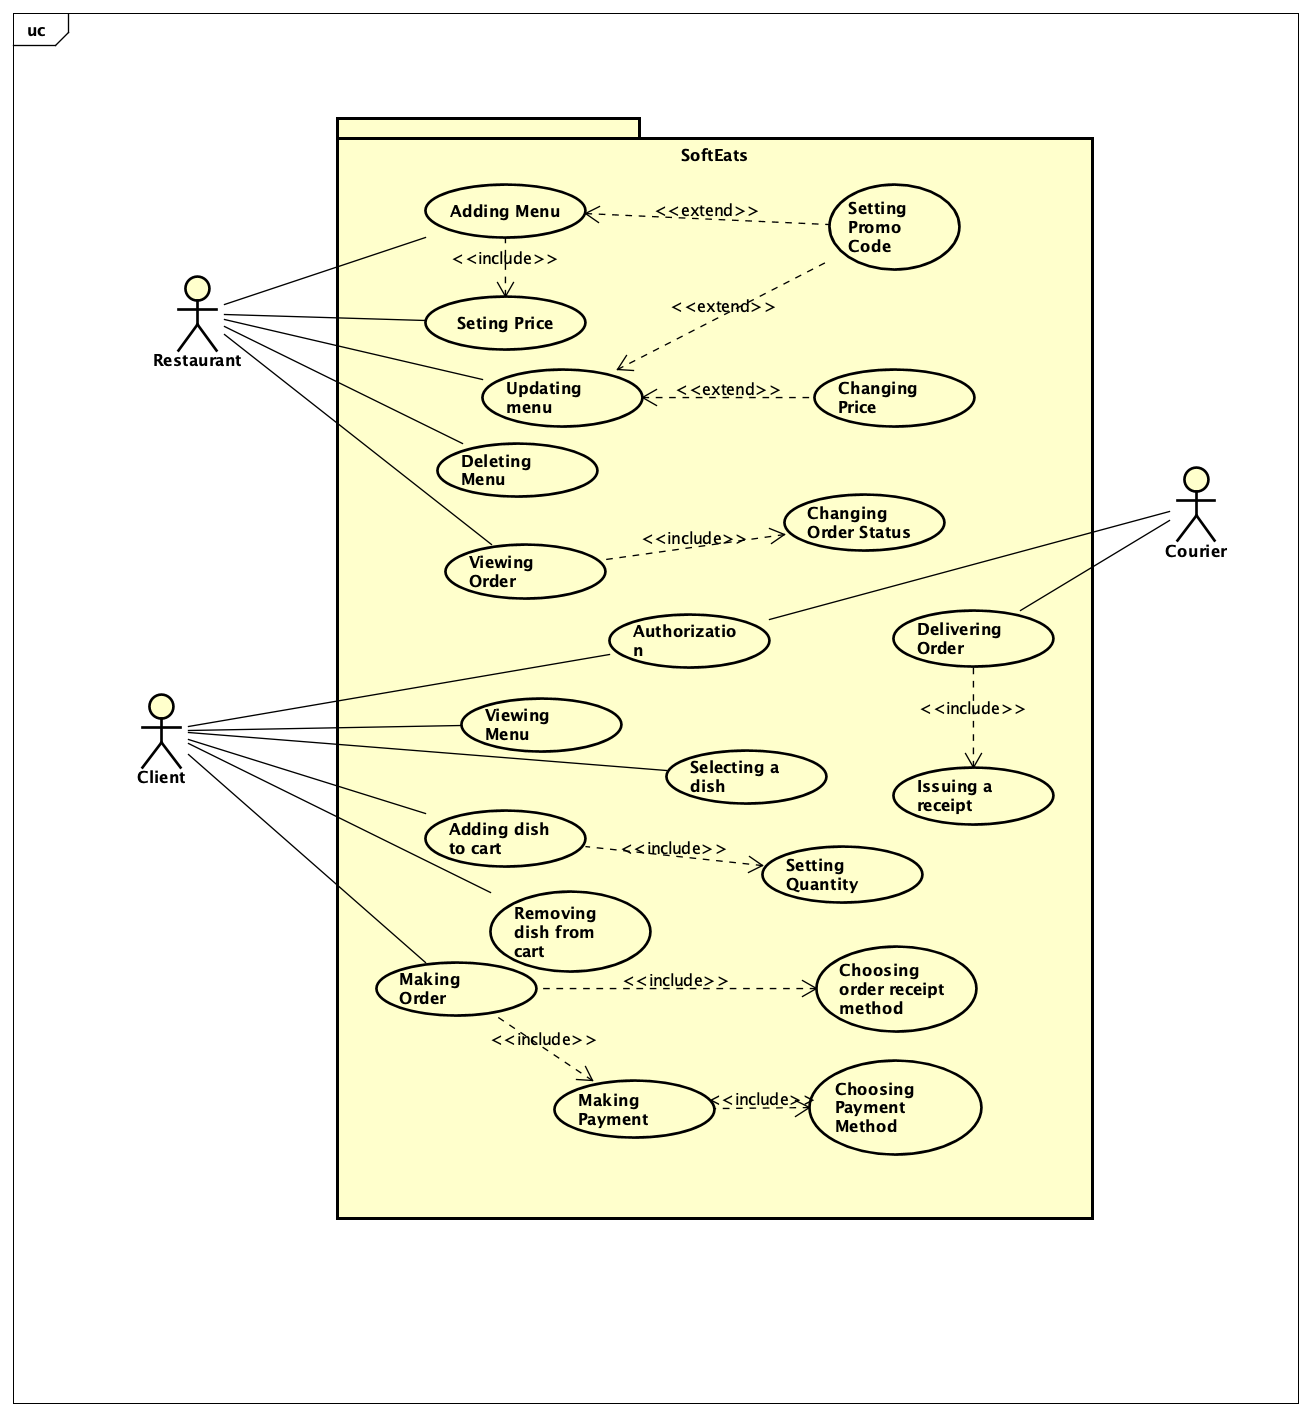 uc
SoftEats
Adding Menu
<<extend>>
Setting
Promo
Code
<<include>>
<<extend>>
Seting Price
Restaurant
Updating
menu
<<extend>>
Changing
Price
Deleting
Menu
Changing
Order Status
<<include>>
Viewing
Order
Courier
Authorizatio
n
Delivering
Order
<<include>>
Viewing
Menu
Client
Selecting a
dish
Issuing a
receipt
Adding dish
to cart
<<include>>
Setting
Quantity
Removing
dish from
cart
Making
Order
<<include>>
Choosing
order receipt
method
<<include>>
Making
Payment
<<include>>
Choosing
Payment
Method